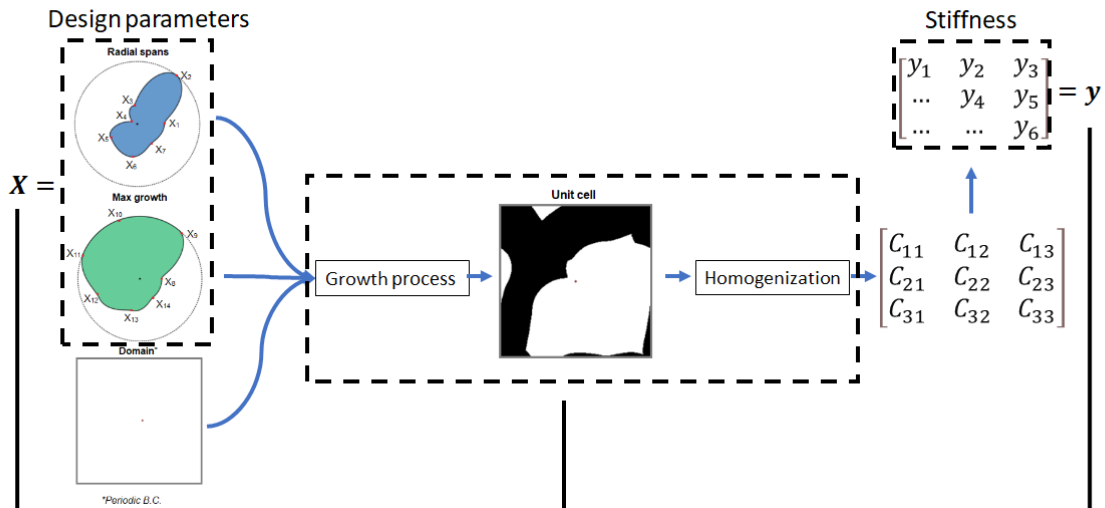 Design parameters
Radial spans
X2
X3
X4
X1
X5
X7
X6
X =
Max growth
X10
X9
X11
X8
X12
X14
X13
Domain*
*Periodic B.C.
Growth process
Unit cell
Homogenization
Stiffness
y1 y2 y3
... y4 y5 = y
... ... y6
C11 C12 C13
C21 C22 C23
C31 C32 C33